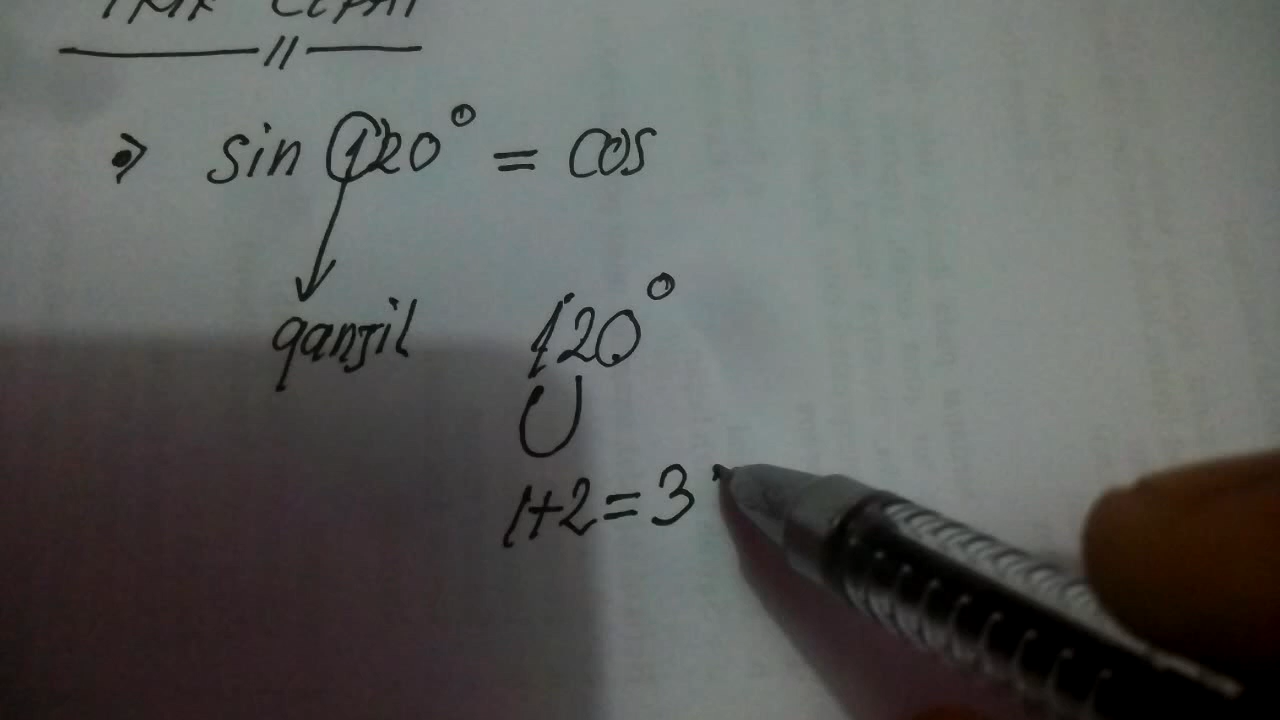 sin 120° = cos
ganjil
120°
1+2=3